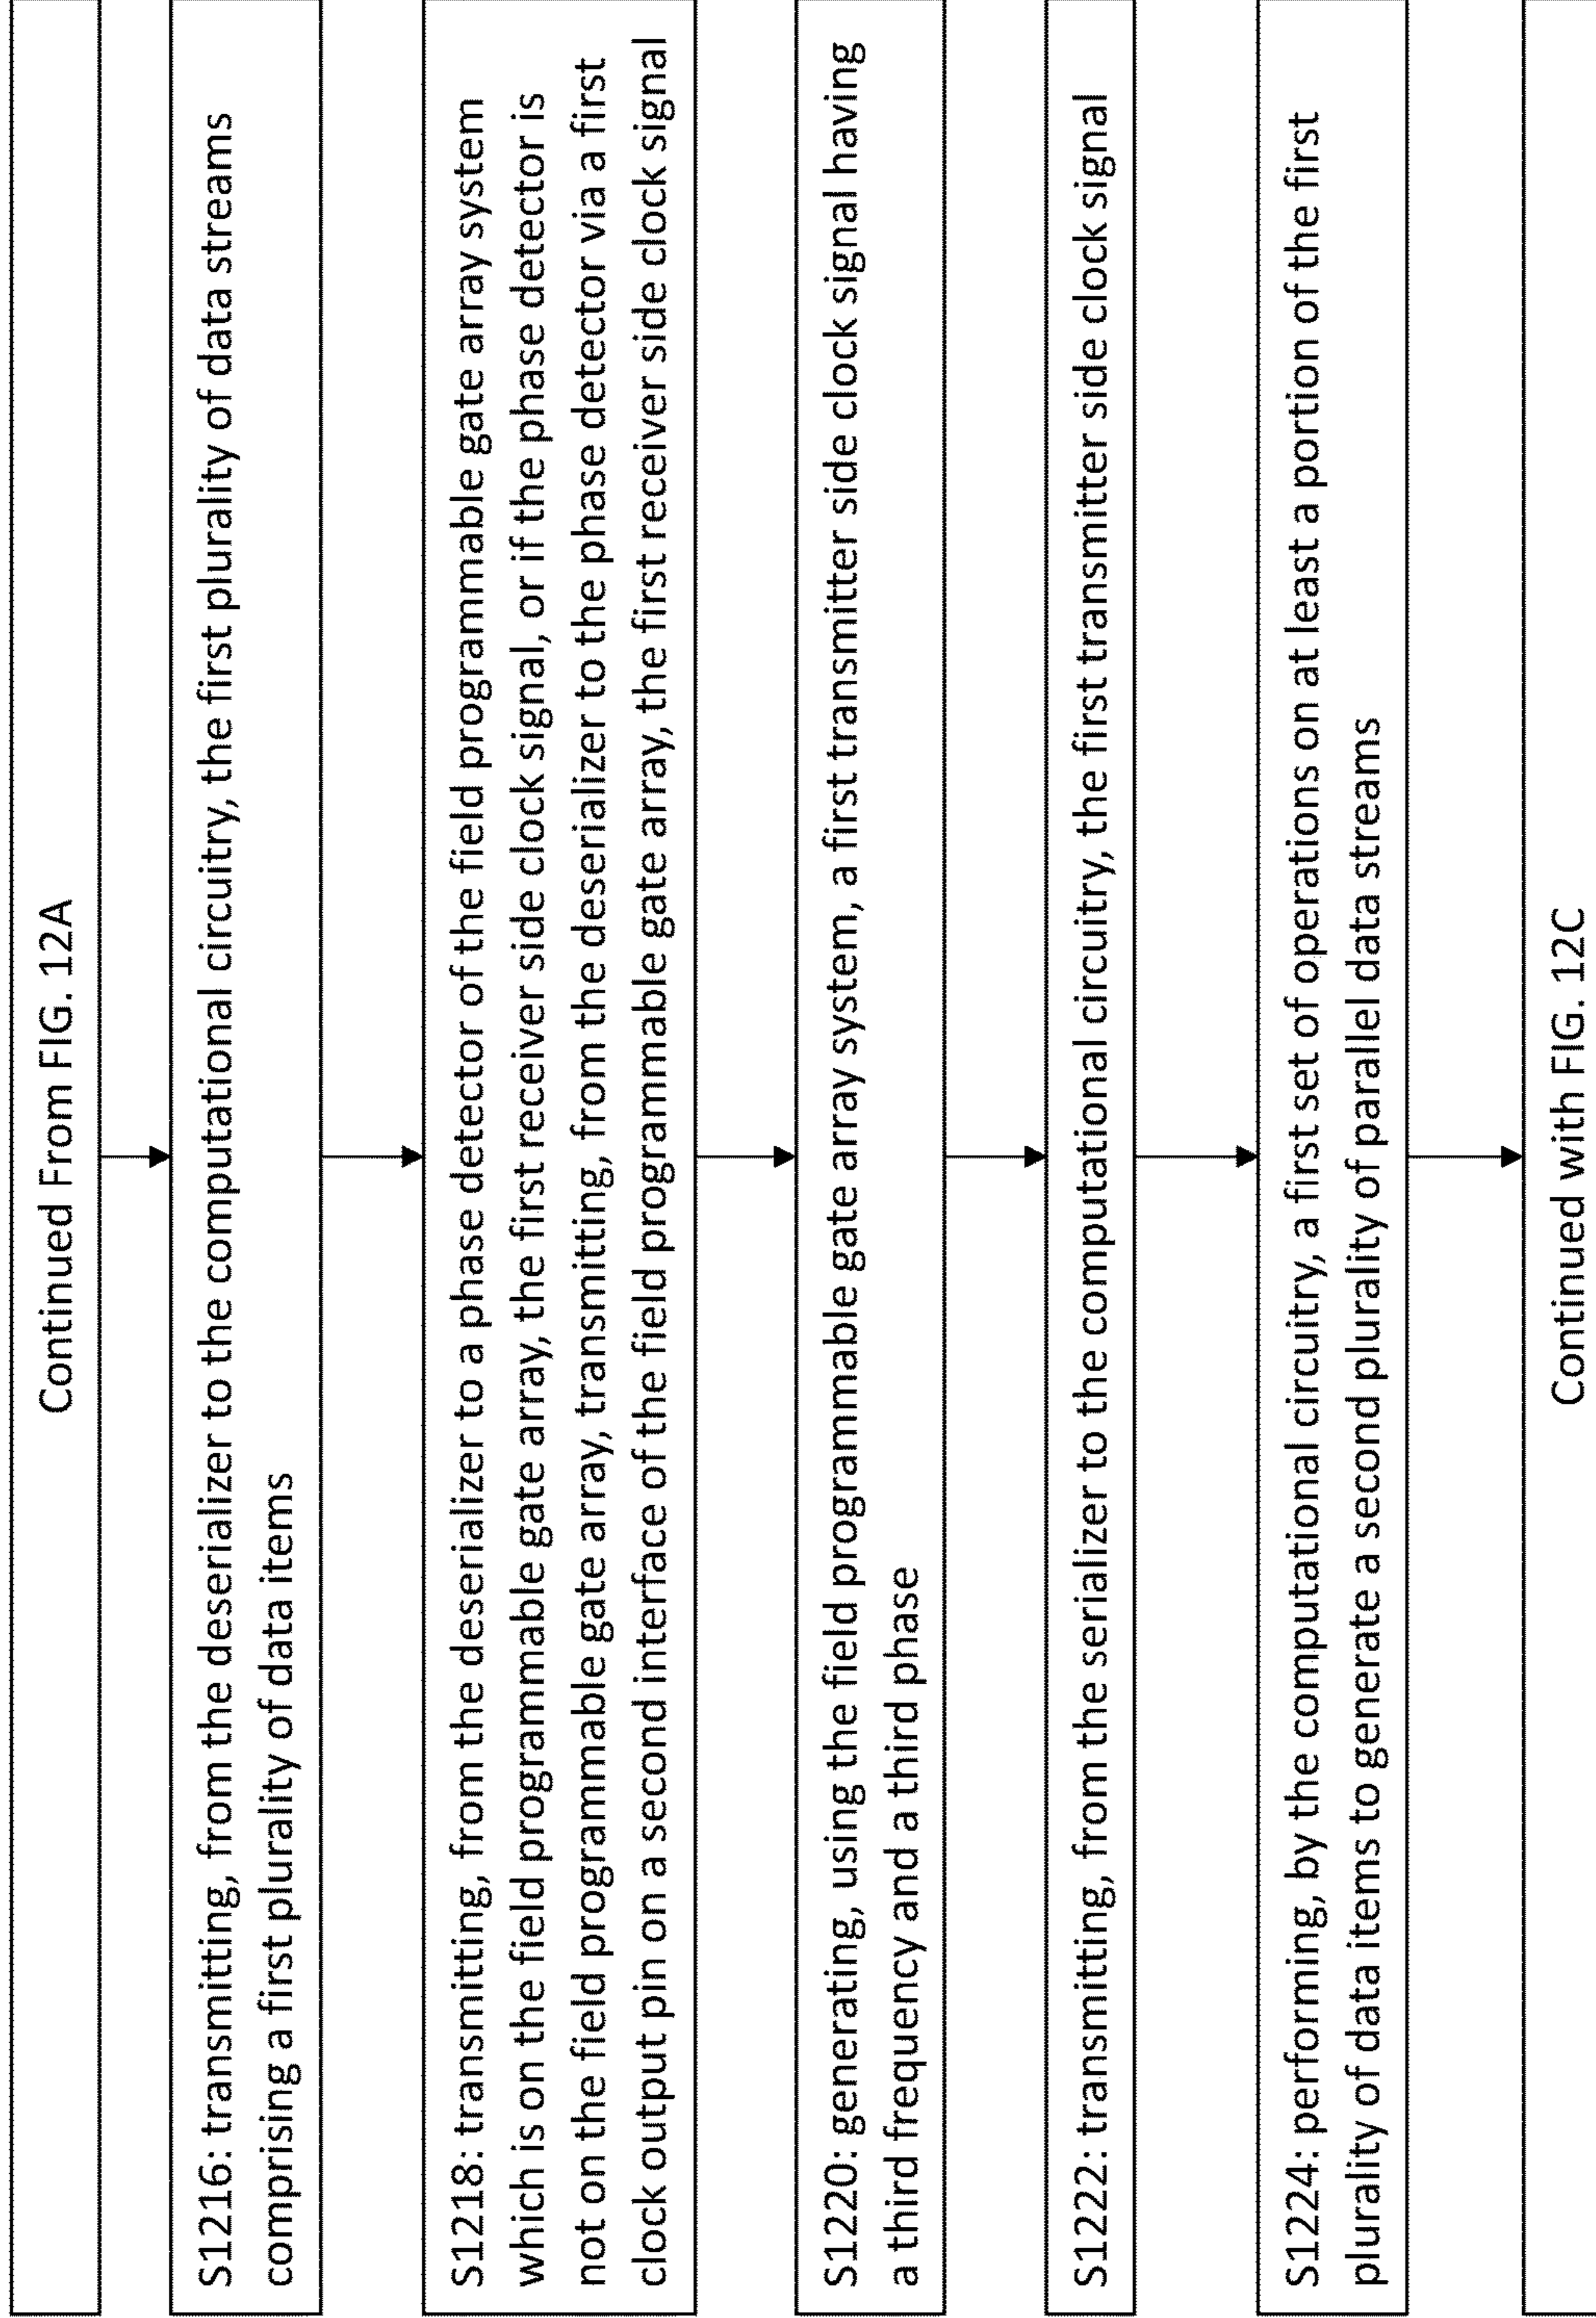 Continued From FIG. 12A
S1216: transmitting, from the deserializer to the computational circuitry, the first plurality of data streams
comprising a first plurality of data items
S1218: transmitting, from the deserializer to a phase detector of the field programmable gate array system
which is on the field programmable gate array, the first receiver side clock signal, or if the phase detector is
not on the field programmable gate array, transmitting, from the deserializer to the phase detector via a first
clock output pin on a second interface of the field programmable gate array, the first receiver side clock signal
S1220: generating, using the field programmable gate array system, a first transmitter side clock signal having
a third frequency and a third phase
S1222: transmitting, from the serializer to the computational circuitry, the first transmitter side clock signal
S1224: performing, by the computational circuitry, a first set of operations on at least a portion of the first
plurality of data items to generate a second plurality of parallel data streams
Continued with FIG. 12C